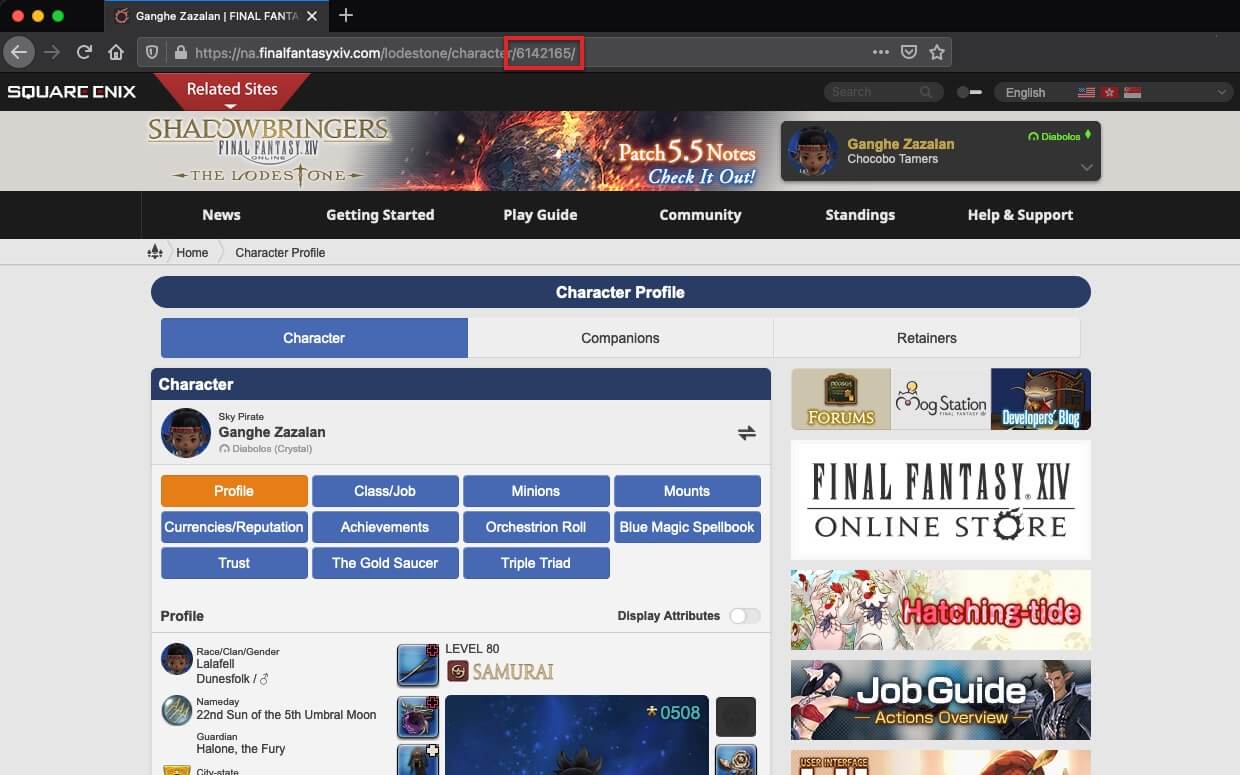 Ganghe Zazalan | FINAL FANTA
https://na.finalfantasyxiv.com/lodestone/character/6142165/
SQUARE ENIX
Related Sites
Search
English
SHADOWBRINGERS
FINAL FANTASY XIV
ONLINE
THE LODESTONE
Patch 5.5 Notes
Check It Out!
Ganghe Zazalan
Chocobo Tamers
Diabolos
News
Getting Started
Play Guide
Community
Standings
Help & Support
Home
Character Profile
Character Profile
Character
Companions
Retainers
Character
Sky Pirate
Ganghe Zazalan
Diabolos (Crystal)
Profile
Class/Job
Minions
Mounts
Currencies/Reputation
Achievements
Orchestrion Roll
Blue Magic Spellbook
Trust
The Gold Saucer
Triple Triad
Profile
Display Attributes
Race/Clan/Gender
Lalafell
Dunesfolk / ♂
Nameday
22nd Sun of the 5th Umbral Moon
Guardian
Halone, the Fury
City-state
LEVEL 80
SAMURAI
0508
FORUMS
Mog Station
FINAL FANTASY XIV
Developers' Blog
FINAL FANTASY XIV
ONLINE STORE
Hatching-tide
Job Guide
Actions Overview
USER INTERFACE